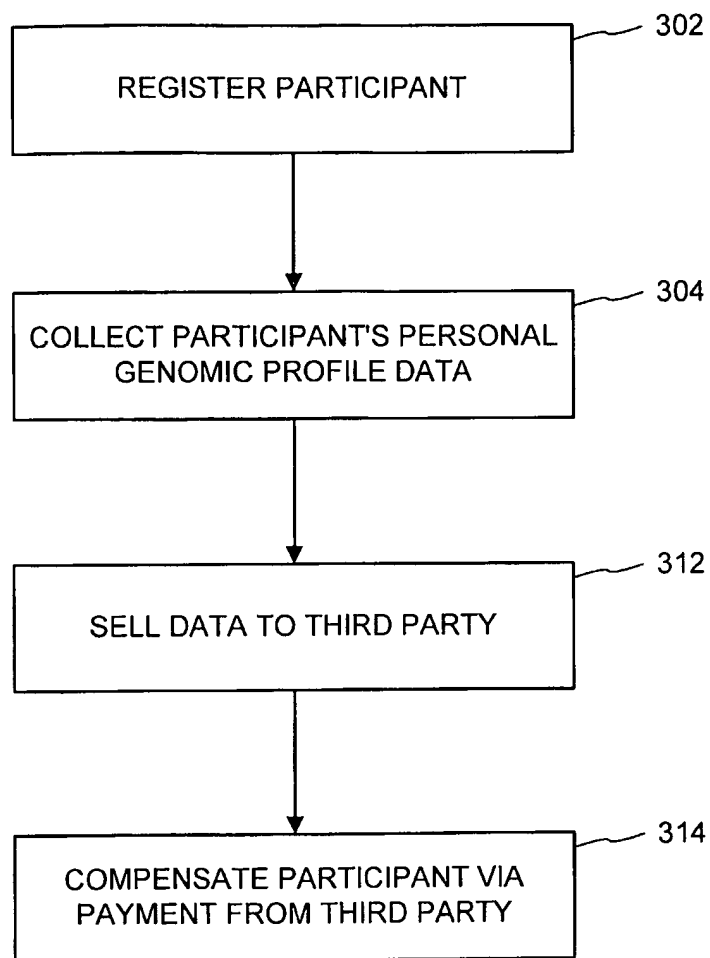 302
REGISTER PARTICIPANT
304
COLLECT PARTICIPANT'S PERSONAL
GENOMIC PROFILE DATA
312
SELL DATA TO THIRD PARTY
314
COMPENSATE PARTICIPANT VIA
PAYMENT FROM THIRD PARTY